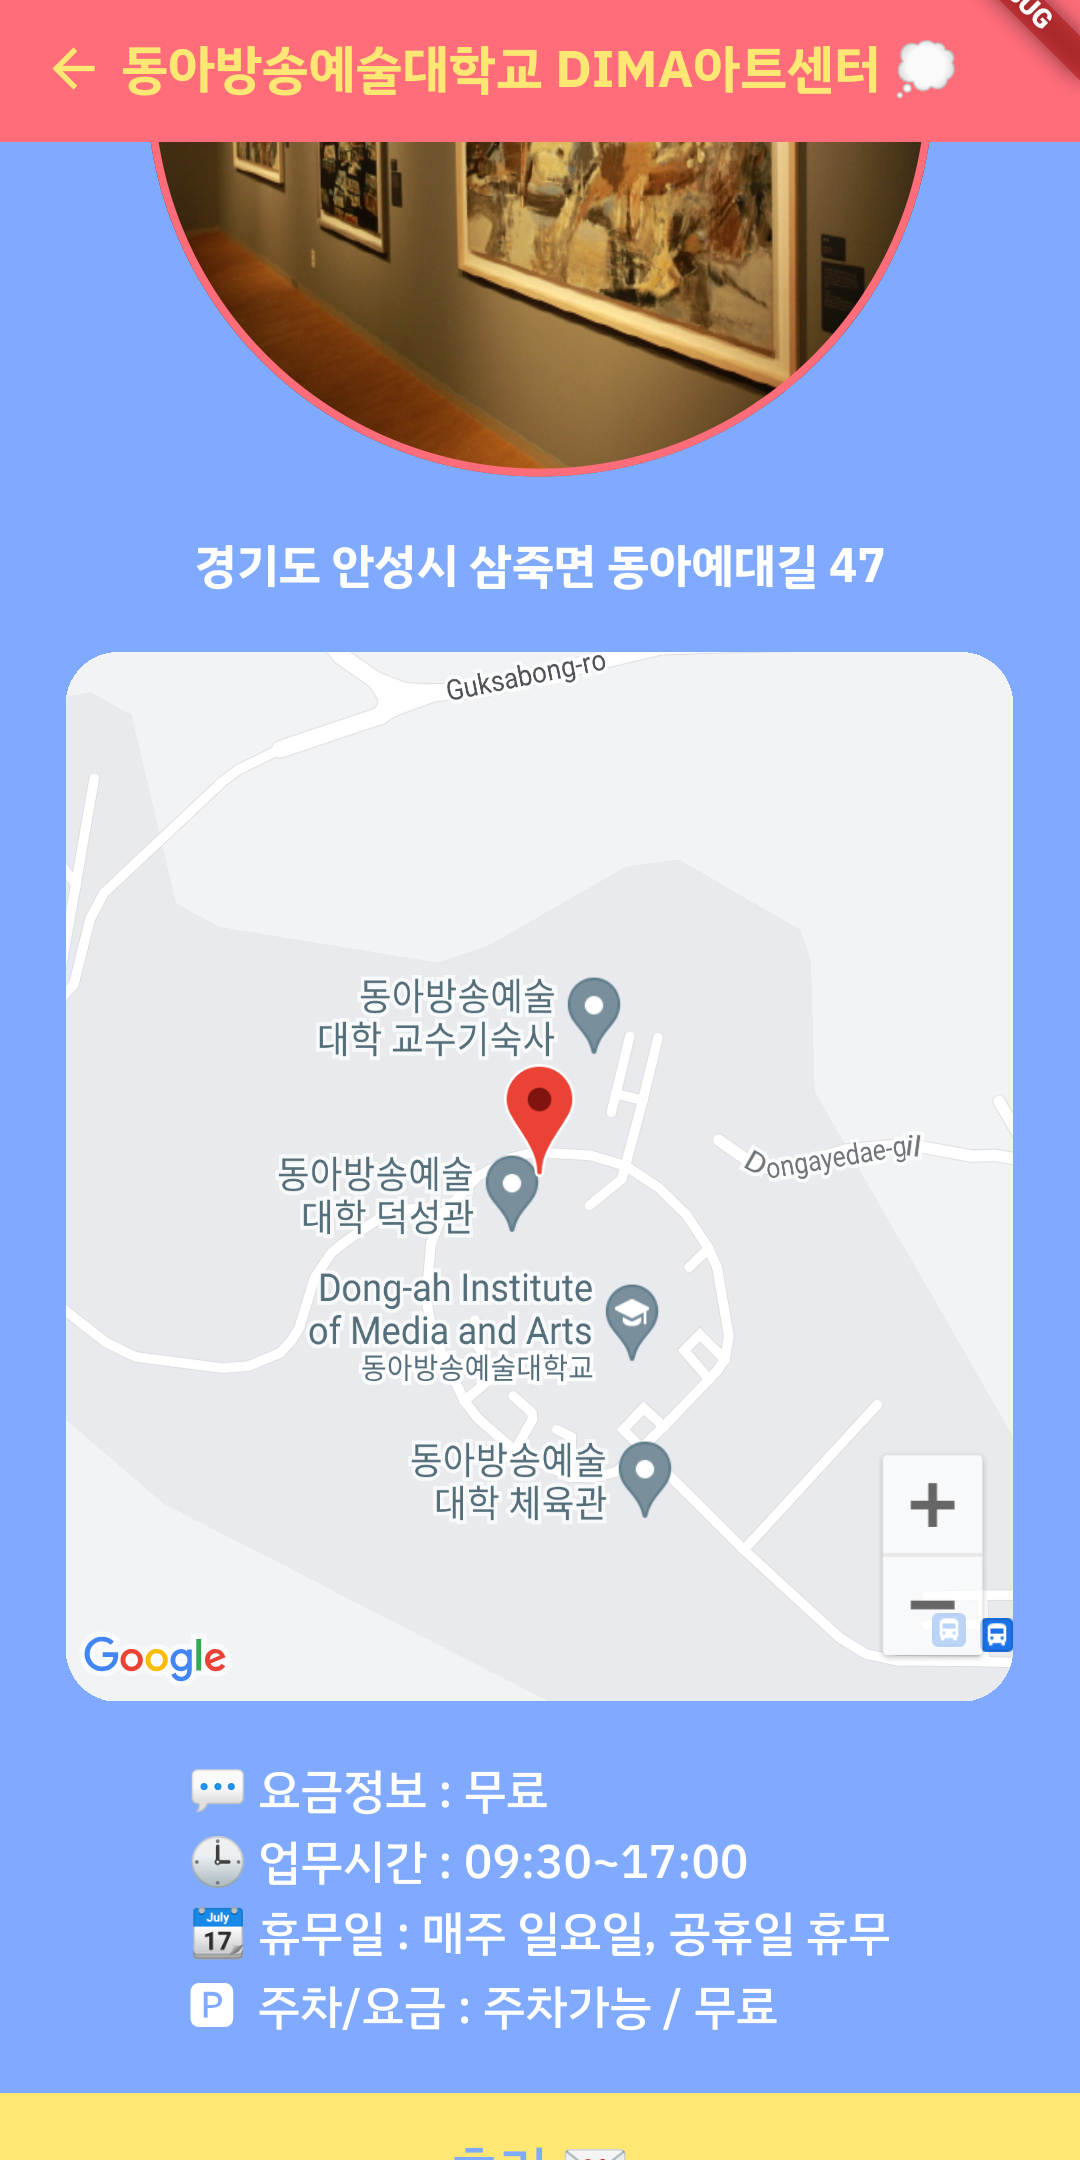 동아방송예술대학교 DIMA아트센터
경기도 안성시 삼죽면 동아예대길 47
Guksabong-ro
동아방송예술
대학 교수기숙사
Dongayedae-gil
동아방송예술
대학 덕성관
Dong-ah Institute
of Media and Arts
동아방송예술대학교
동아방송예술
대학 체육관
Google
요금정보 : 무료
업무시간 : 09:30~17:00
July
17
휴무일 : 매주 일요일, 공휴일 휴무
P 주차/요금 : 주차가능 / 무료